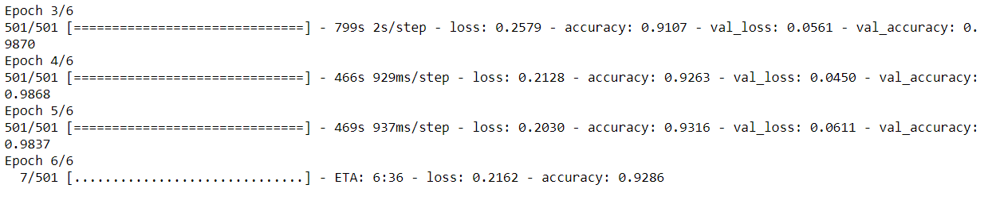 Epoch 3/6
501/501 [==============================] - 799s 2s/step - loss: 0.2579 - accuracy: 0.9107 - val_loss: 0.0561 - val_accuracy: 0.
9870
Epoch 4/6
501/501 [==============================] - 466s 929ms/step - loss: 0.2128 - accuracy: 0.9263 - val_loss: 0.0450 - val_accuracy:
0.9868
Epoch 5/6
501/501 [==============================] - 469s 937ms/step - loss: 0.2030 - accuracy: 0.9316 - val_loss: 0.0611 - val_accuracy:
0.9837
Epoch 6/6
  7/501 [..............................] - ETA: 6:36 - loss: 0.2162 - accuracy: 0.9286